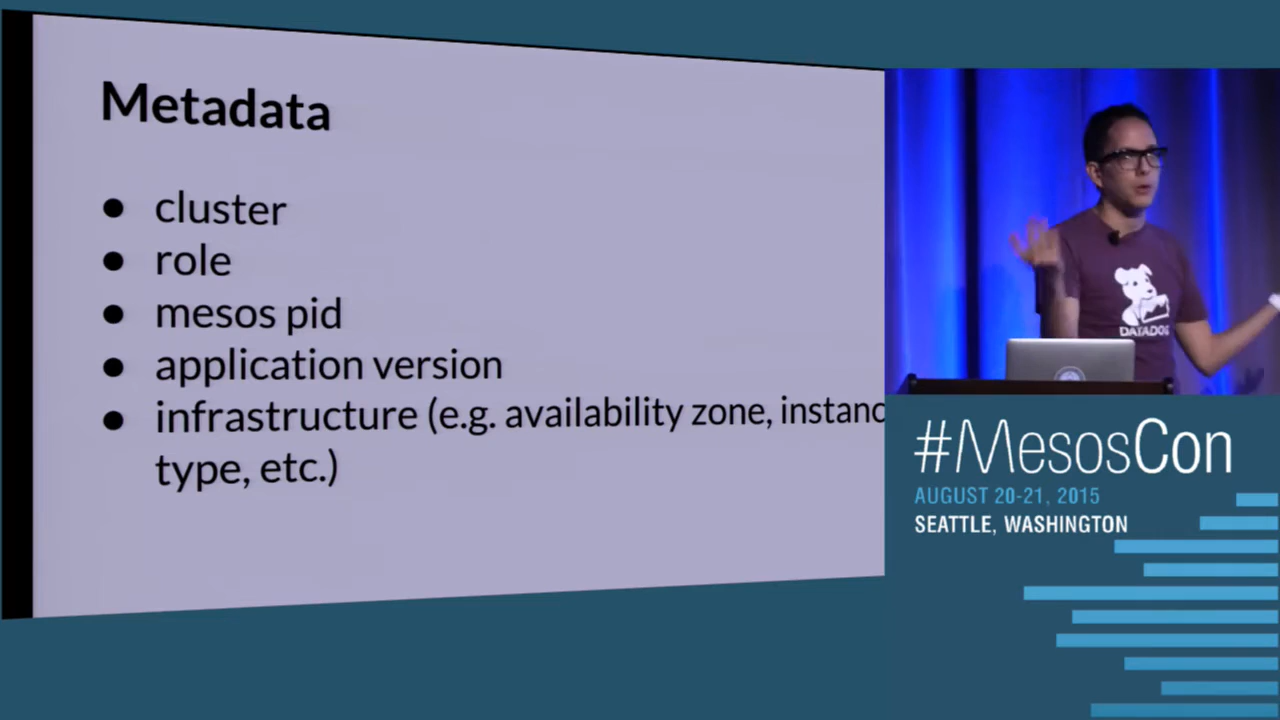 Metadata
● cluster
● role
● mesos pid
● application version
● infrastructure (e.g. availability zone, instanc
type, etc.)
DATADOG
#MesosCon
AUGUST 20-21, 2015
SEATTLE, WASHINGTON